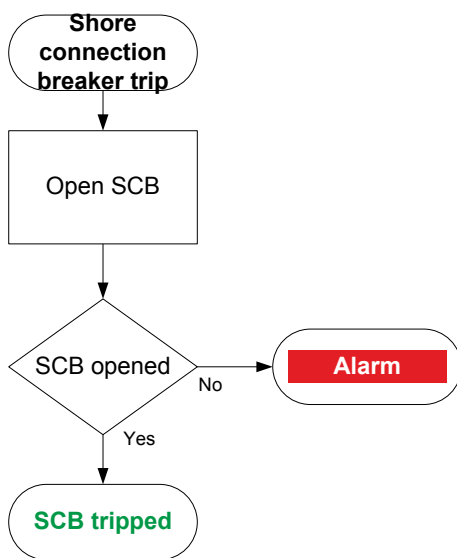 Shore
connection
breaker trip
Open SCB
SCB opened
No
Alarm
Yes
SCB tripped